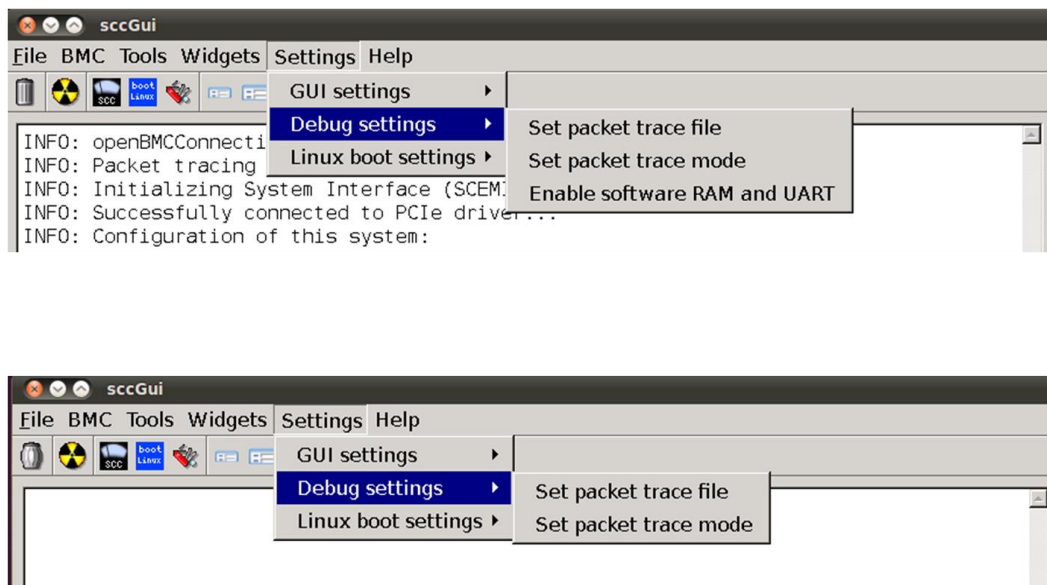 sccGui
File BMC Tools Widgets Settings Help
scc boot Linux
GUI settings
Debug settings
Linux boot settings
Set packet trace file
Set packet trace mode
Enable software RAM and UART
INFO: openBMCConnecti
INFO: Packet tracing
INFO: Initializing System Interface (SCEMI
INFO: Successfully connected to PCIe driver...
INFO: Configuration of this system:
sccGui
File BMC Tools Widgets Settings Help
scc boot Linux
GUI settings
Debug settings
Linux boot settings
Set packet trace file
Set packet trace mode